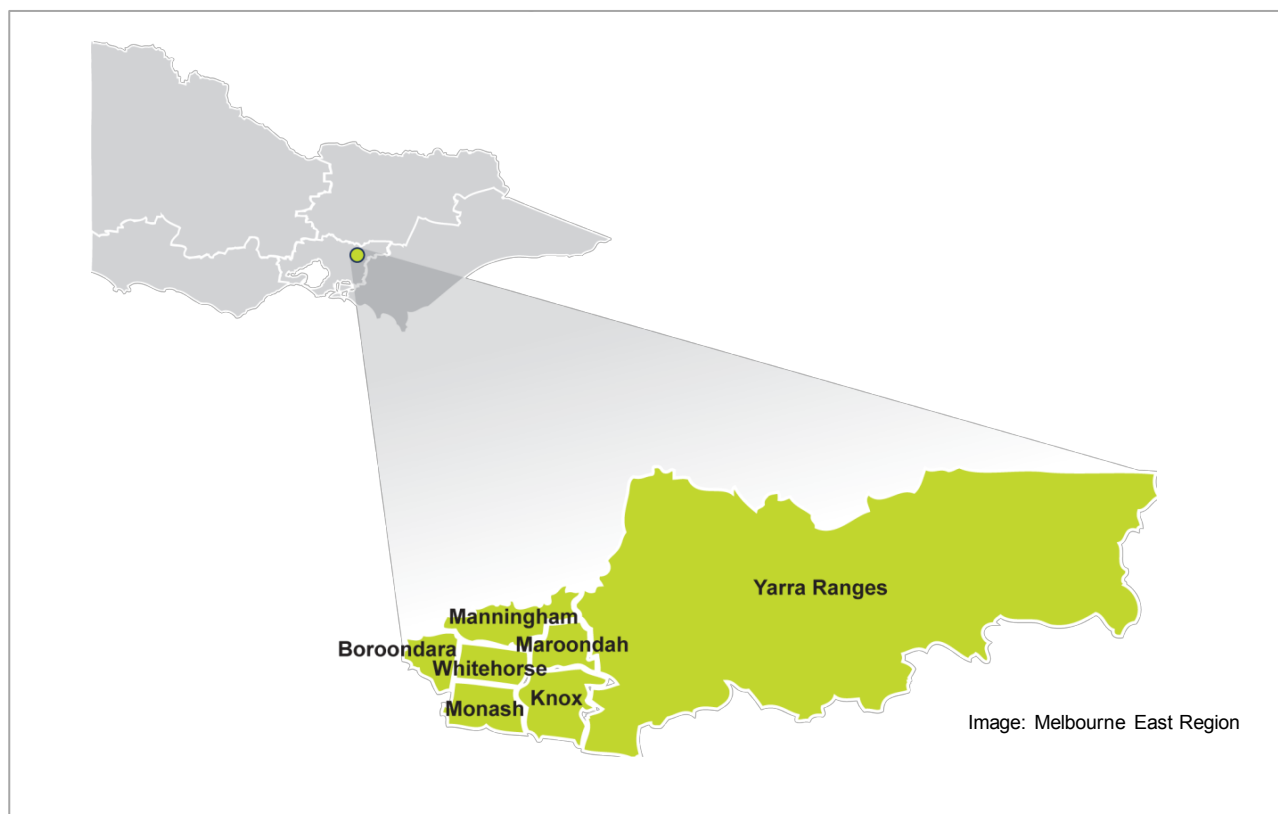 Yarra Ranges
Manningham
Boroondara
Maroondah
Whitehorse
Knox
Monash
Image: Melbourne East Region